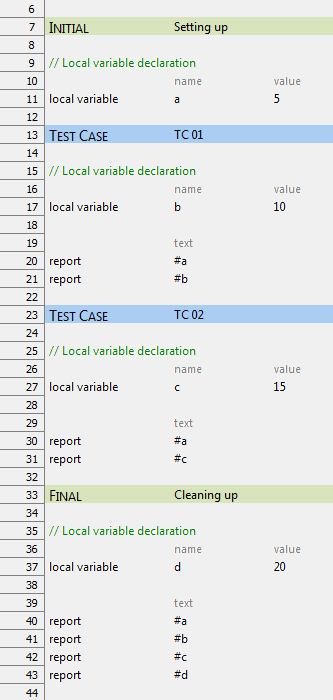 6
7 INITIAL Setting up
8
9 // Local variable declaration
10 name value
11 local variable a 5
12
13 TEST CASE TC 01
14
15 // Local variable declaration
16 name value
17 local variable b 10
18
19 text
20 report #a
21 report #b
22
23 TEST CASE TC 02
24
25 // Local variable declaration
26 name value
27 local variable c 15
28
29 text
30 report #a
31 report #c
32
33 FINAL Cleaning up
34
35 // Local variable declaration
36 name value
37 local variable d 20
38
39 text
40 report #a
41 report #b
42 report #c
43 report #d
44